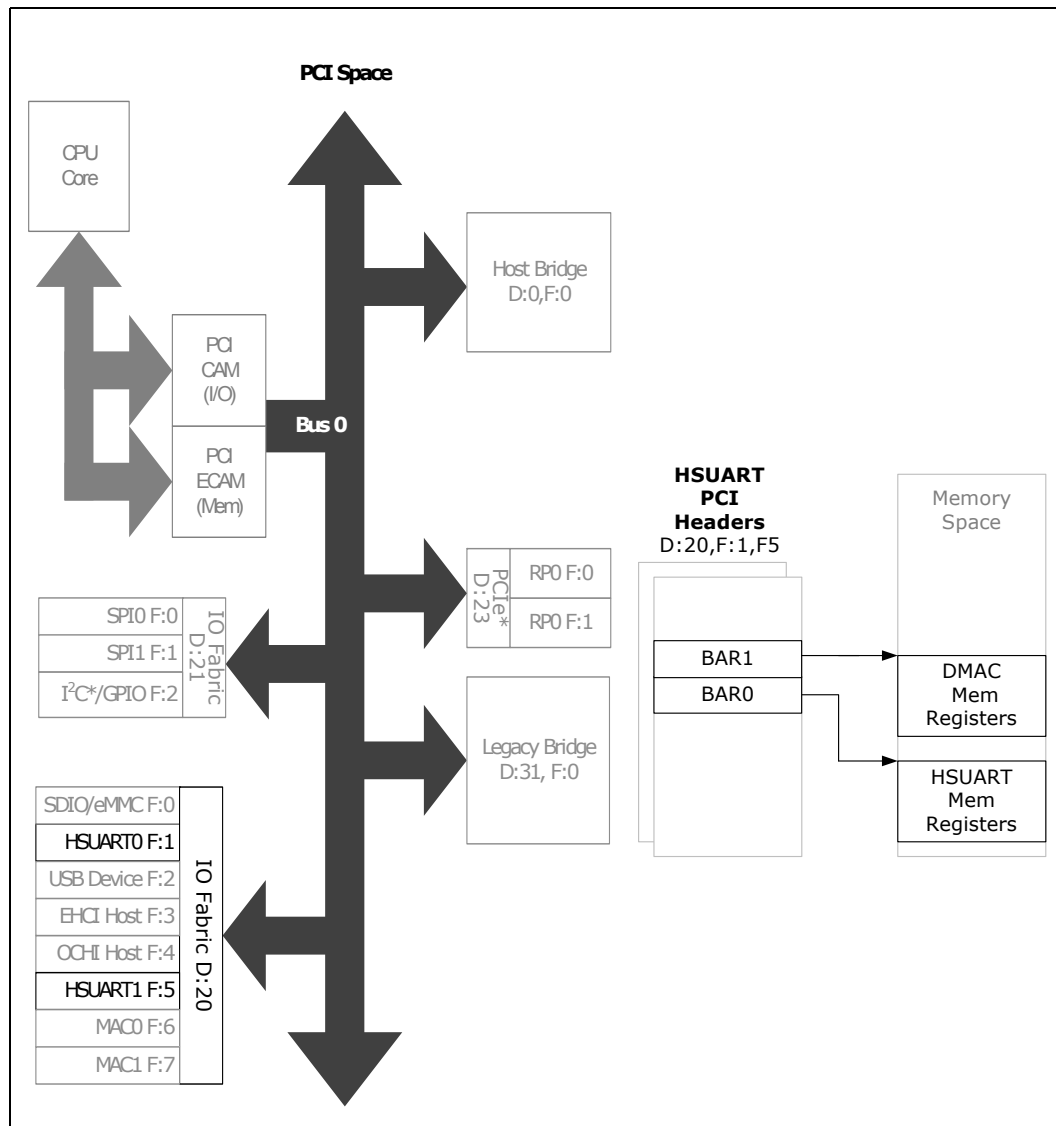 PCI Space
CPU
Core
Host Bridge
D:0,F:0
PCI
CAM
(I/O)
Bus 0
PCI
ECAM
(Mem)
HSUART
PCI
Headers
D:20,F:1,F5
Memory
Space
PCIe*
D:23
RP0 F:0
RP0 F:1
SPI0 F:0
SPI1 F:1
I²C*/GPIO F:2
IO Fabric
D:21
BAR1
BAR0
DMAC
Mem
Registers
HSUART
Mem
Registers
Legacy Bridge
D:31, F:0
SDIO/eMMC F:0
HSUART0 F:1
USB Device F:2
EHCI Host F:3
OCHI Host F:4
HSUART1 F:5
MAC0 F:6
MAC1 F:7
IO Fabric D:20